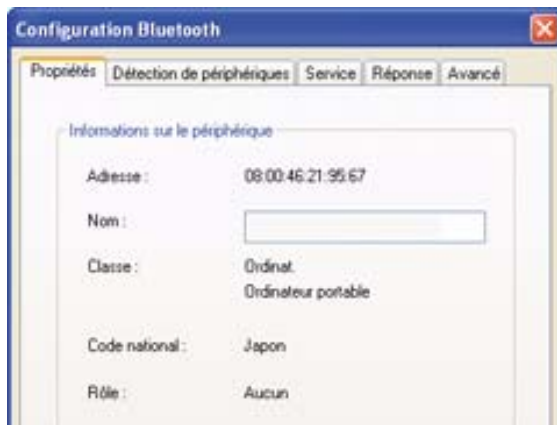 Configuration Bluetooth
Propriétés Détection de périphériques Service Réponse Avancé
Informations sur le périphérique
Adresse : 08:00:46:21:95:67
Nom :
Classe : Ordinat.
Ordinateur portable
Code national : Japon
Rôle : Aucun